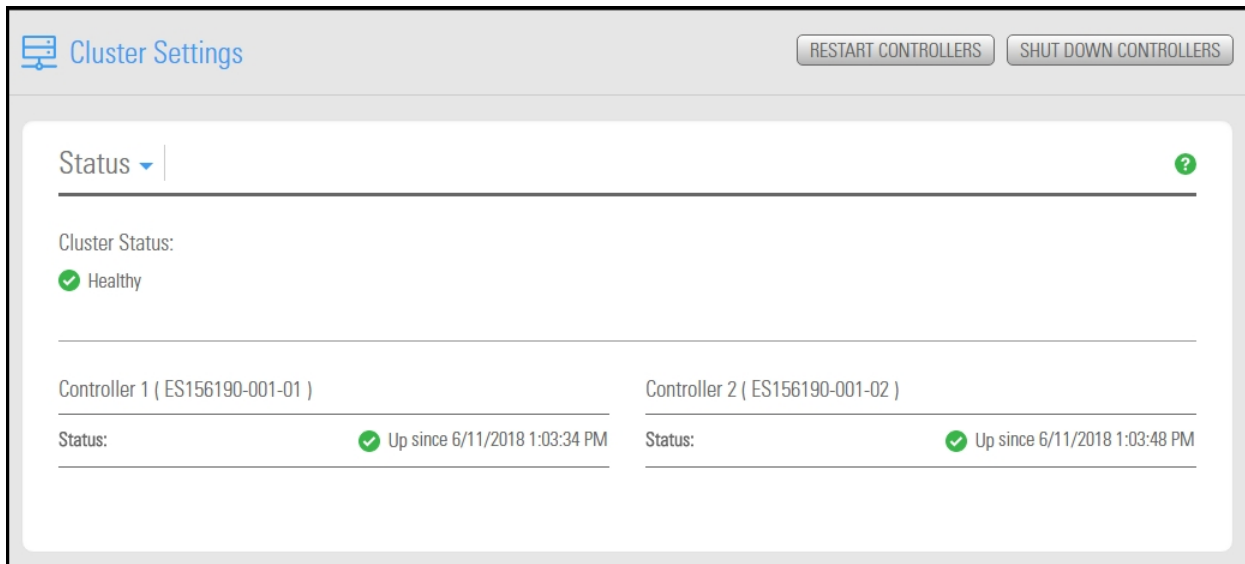 Cluster Settings
RESTART CONTROLLERS
SHUT DOWN CONTROLLERS
Status
?
Cluster Status:
Healthy
Controller 1 ( ES156190-001-01 )
Status:
Up since 6/11/2018 1:03:34 PM
Controller 2 ( ES156190-001-02 )
Status:
Up since 6/11/2018 1:03:48 PM